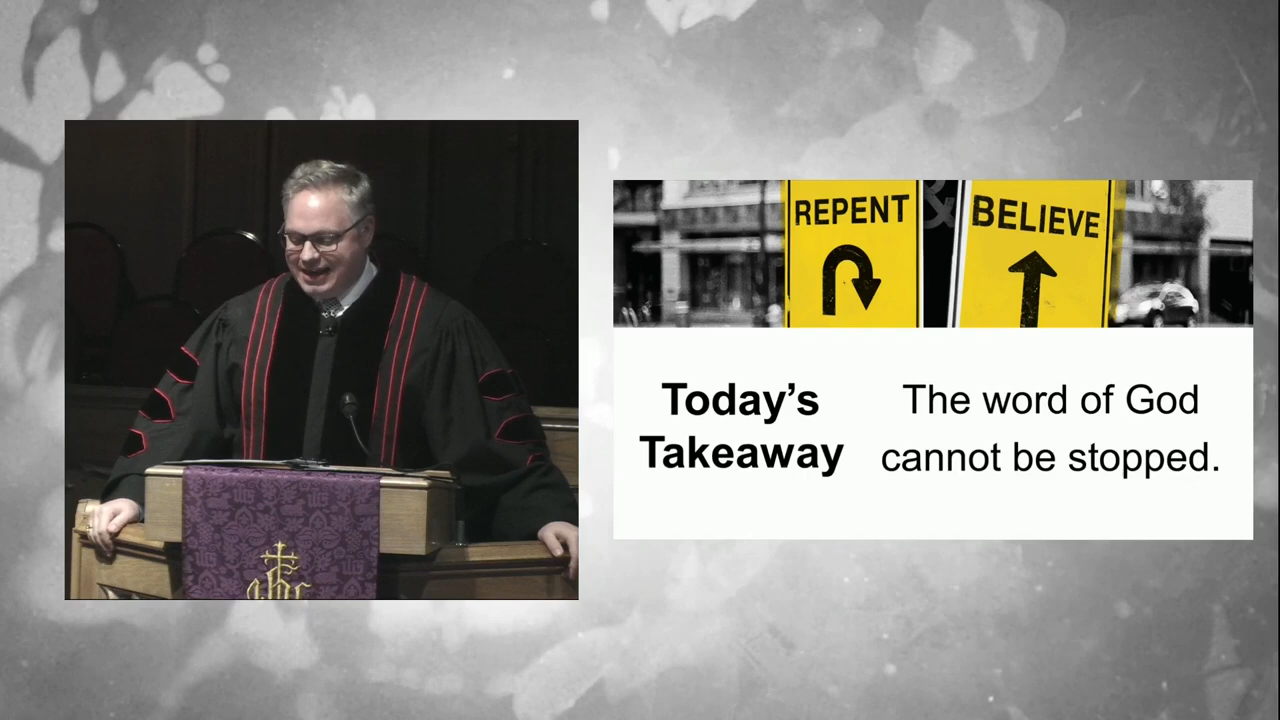 REPENT
&
BELIEVE
Today's
Takeaway
The word of God
cannot be stopped.